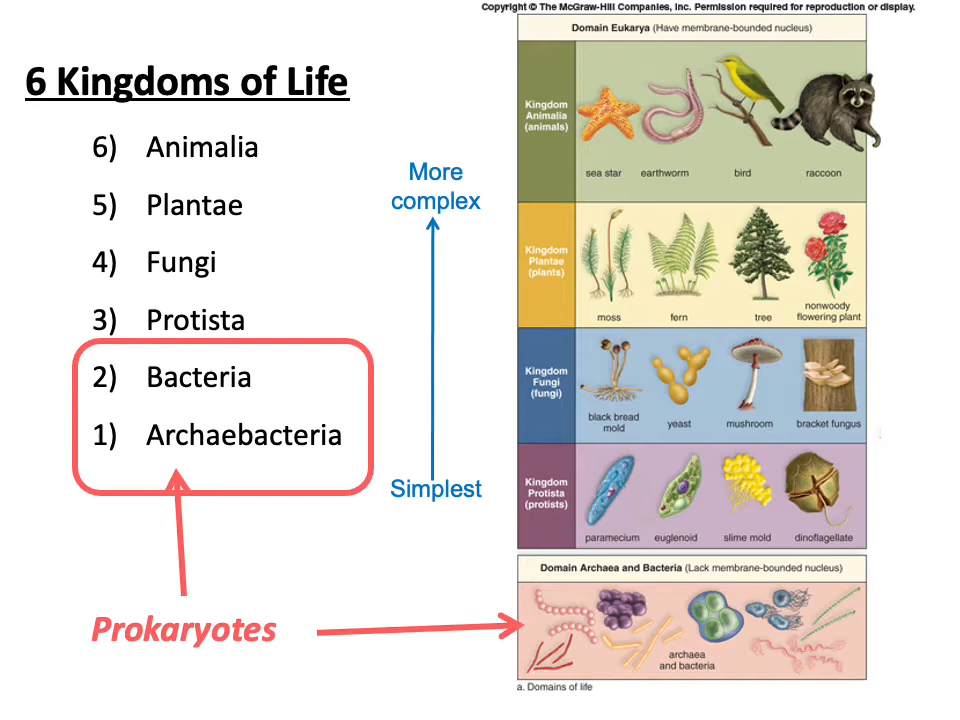 Copyright © The McGraw-Hill Companies, Inc. Permission required for reproduction or display.
6 Kingdoms of Life
6) Animalia
5) Plantae
4) Fungi
3) Protista
2) Bacteria
1) Archaebacteria
Prokaryotes
More
complex
Simplest
Domain Eukarya (Have membrane-bounded nucleus)
Kingdom
Animalia
(animals)
sea star earthworm bird raccoon
Kingdom
Plantae
(plants)
moss fern tree nonwoody
flowering plant
Kingdom
Fungi
(fungi)
black bread
mold yeast mushroom bracket fungus
Kingdom
Protista
(protists)
paramecium euglenoid slime mold dinoflagellate
Domain Archaea and Bacteria (Lack membrane-bounded nucleus)
archaea
and bacteria
a. Domains of life